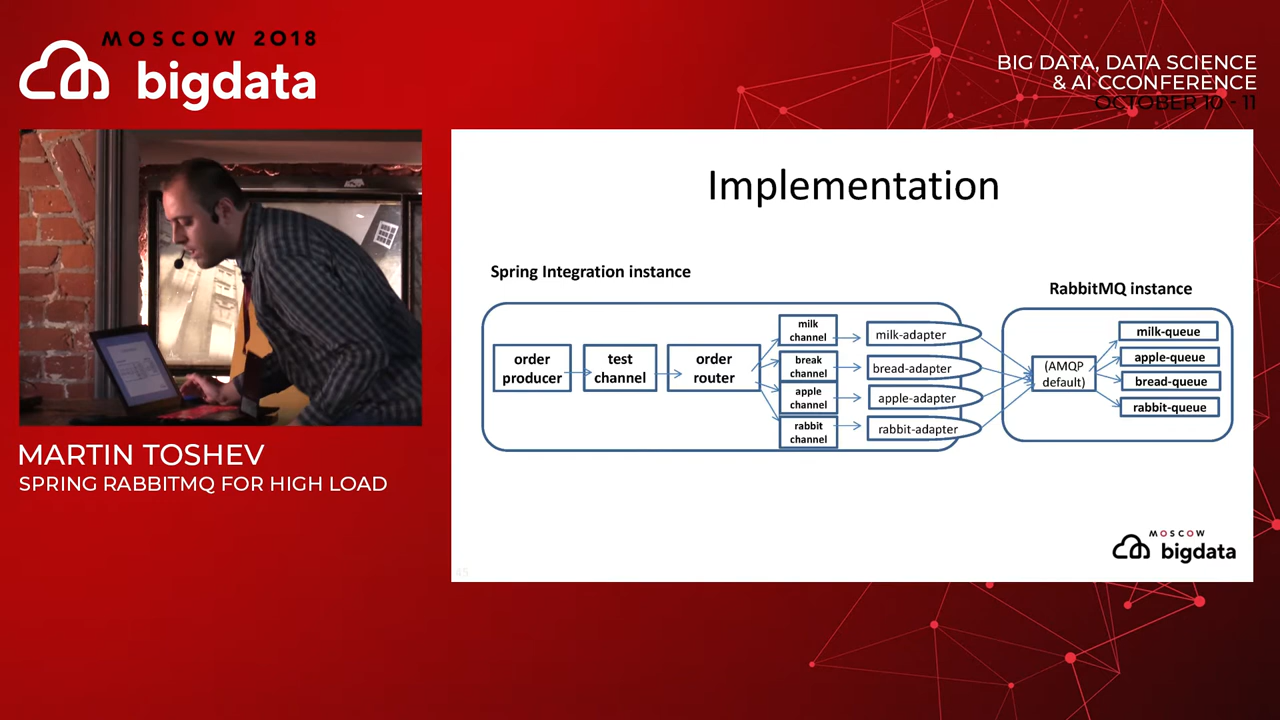 MOSCOW 2018
bigdata
BIG DATA, DATA SCIENCE
& AI CCONFERENCE
OCTOBER 10 - 11
MARTIN TOSHEV
SPRING RABBITMQ FOR HIGH LOAD
Implementation
Spring Integration instance
RabbitMQ instance
order
producer
test
channel
order
router
milk
channel
break
channel
apple
channel
rabbit
channel
milk-adapter
bread-adapter
apple-adapter
rabbit-adapter
(AMQP
default)
milk-queue
apple-queue
bread-queue
rabbit-queue
45
MOSCOW
bigdata